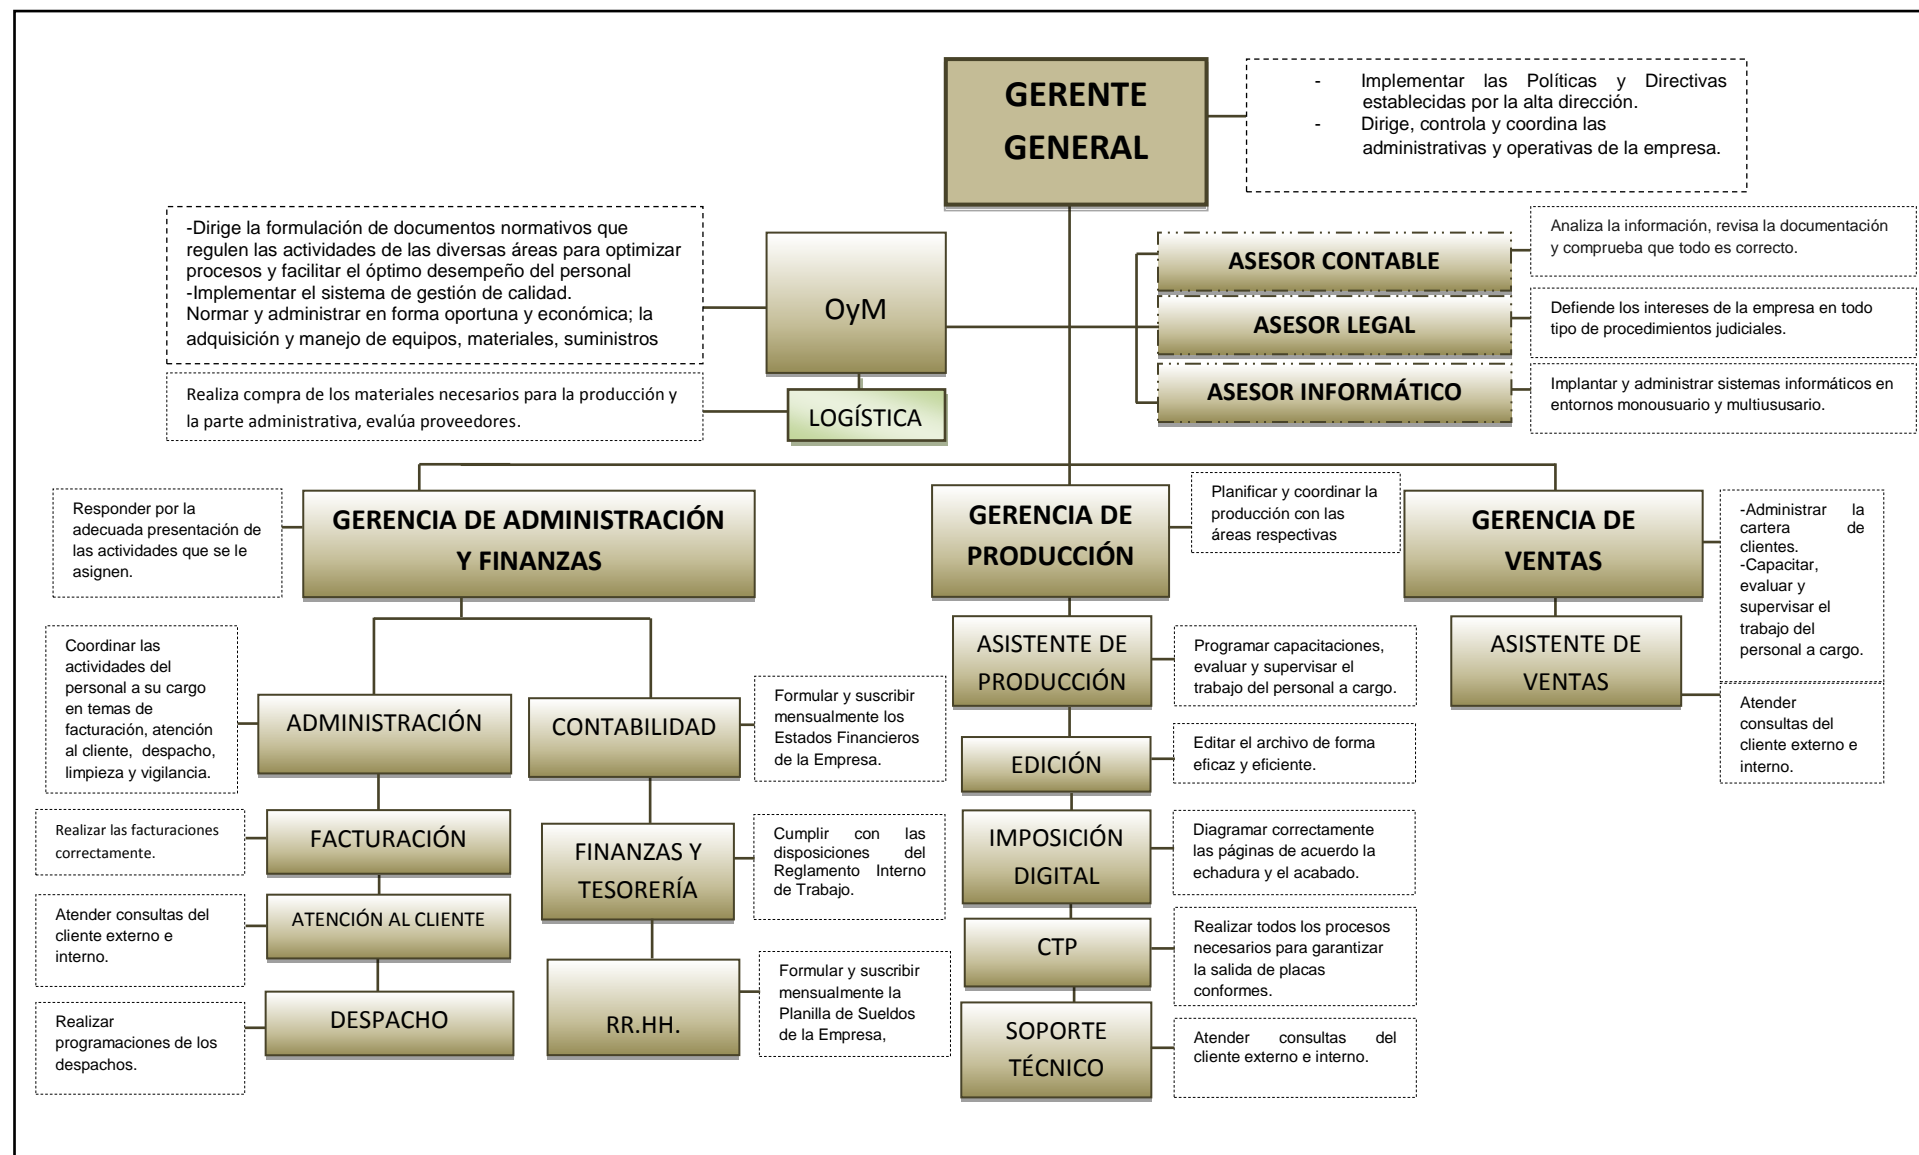 GERENTE
GENERAL
- Implementar las Políticas y Directivas
establecidas por la alta dirección.
- Dirige, controla y coordina las
administrativas y operativas de la empresa.
-Dirige la formulación de documentos normativos que
regulen las actividades de las diversas áreas para optimizar
procesos y facilitar el óptimo desempeño del personal
-Implementar el sistema de gestión de calidad.
Normar y administrar en forma oportuna y económica; la
adquisición y manejo de equipos, materiales, suministros
OyM
ASESOR CONTABLE
Analiza la información, revisa la documentación
y comprueba que todo es correcto.
ASESOR LEGAL
Defiende los intereses de la empresa en todo
tipo de procedimientos judiciales.
ASESOR INFORMÁTICO
Implantar y administrar sistemas informáticos en
entornos monousuario y multiususario.
Realiza compra de los materiales necesarios para la producción y
la parte administrativa, evalúa proveedores.
LOGÍSTICA
Responder por la
adecuada presentación de
las actividades que se le
asignen.
GERENCIA DE ADMINISTRACIÓN
Y FINANZAS
GERENCIA DE
PRODUCCIÓN
Planificar y coordinar la
producción con las
áreas respectivas
GERENCIA DE
VENTAS
-Administrar la
cartera de
clientes.
-Capacitar,
evaluar y
supervisar el
trabajo del
personal a cargo.
Coordinar las
actividades del
personal a su cargo
en temas de
facturación, atención
al cliente, despacho,
limpieza y vigilancia.
ADMINISTRACIÓN
CONTABILIDAD
Formular y suscribir
mensualmente los
Estados Financieros
de la Empresa.
ASISTENTE DE
PRODUCCIÓN
Programar capacitaciones,
evaluar y supervisar el
trabajo del personal a cargo.
ASISTENTE DE
VENTAS
Atender
consultas del
cliente externo e
interno.
EDICIÓN
Editar el archivo de forma
eficaz y eficiente.
Realizar las facturaciones
correctamente.
FACTURACIÓN
FINANZAS Y
TESORERÍA
Cumplir con las
disposiciones del
Reglamento Interno
de Trabajo.
IMPOSICIÓN
DIGITAL
Diagramar correctamente
las páginas de acuerdo la
echadura y el acabado.
Atender consultas del
cliente externo e
interno.
ATENCIÓN AL CLIENTE
CTP
Realizar todos los procesos
necesarios para garantizar
la salida de placas
conformes.
Realizar
programaciones de los
despachos.
DESPACHO
RR.HH.
Formular y suscribir
mensualmente la
Planilla de Sueldos
de la Empresa,
SOPORTE
TÉCNICO
Atender consultas del
cliente externo e interno.